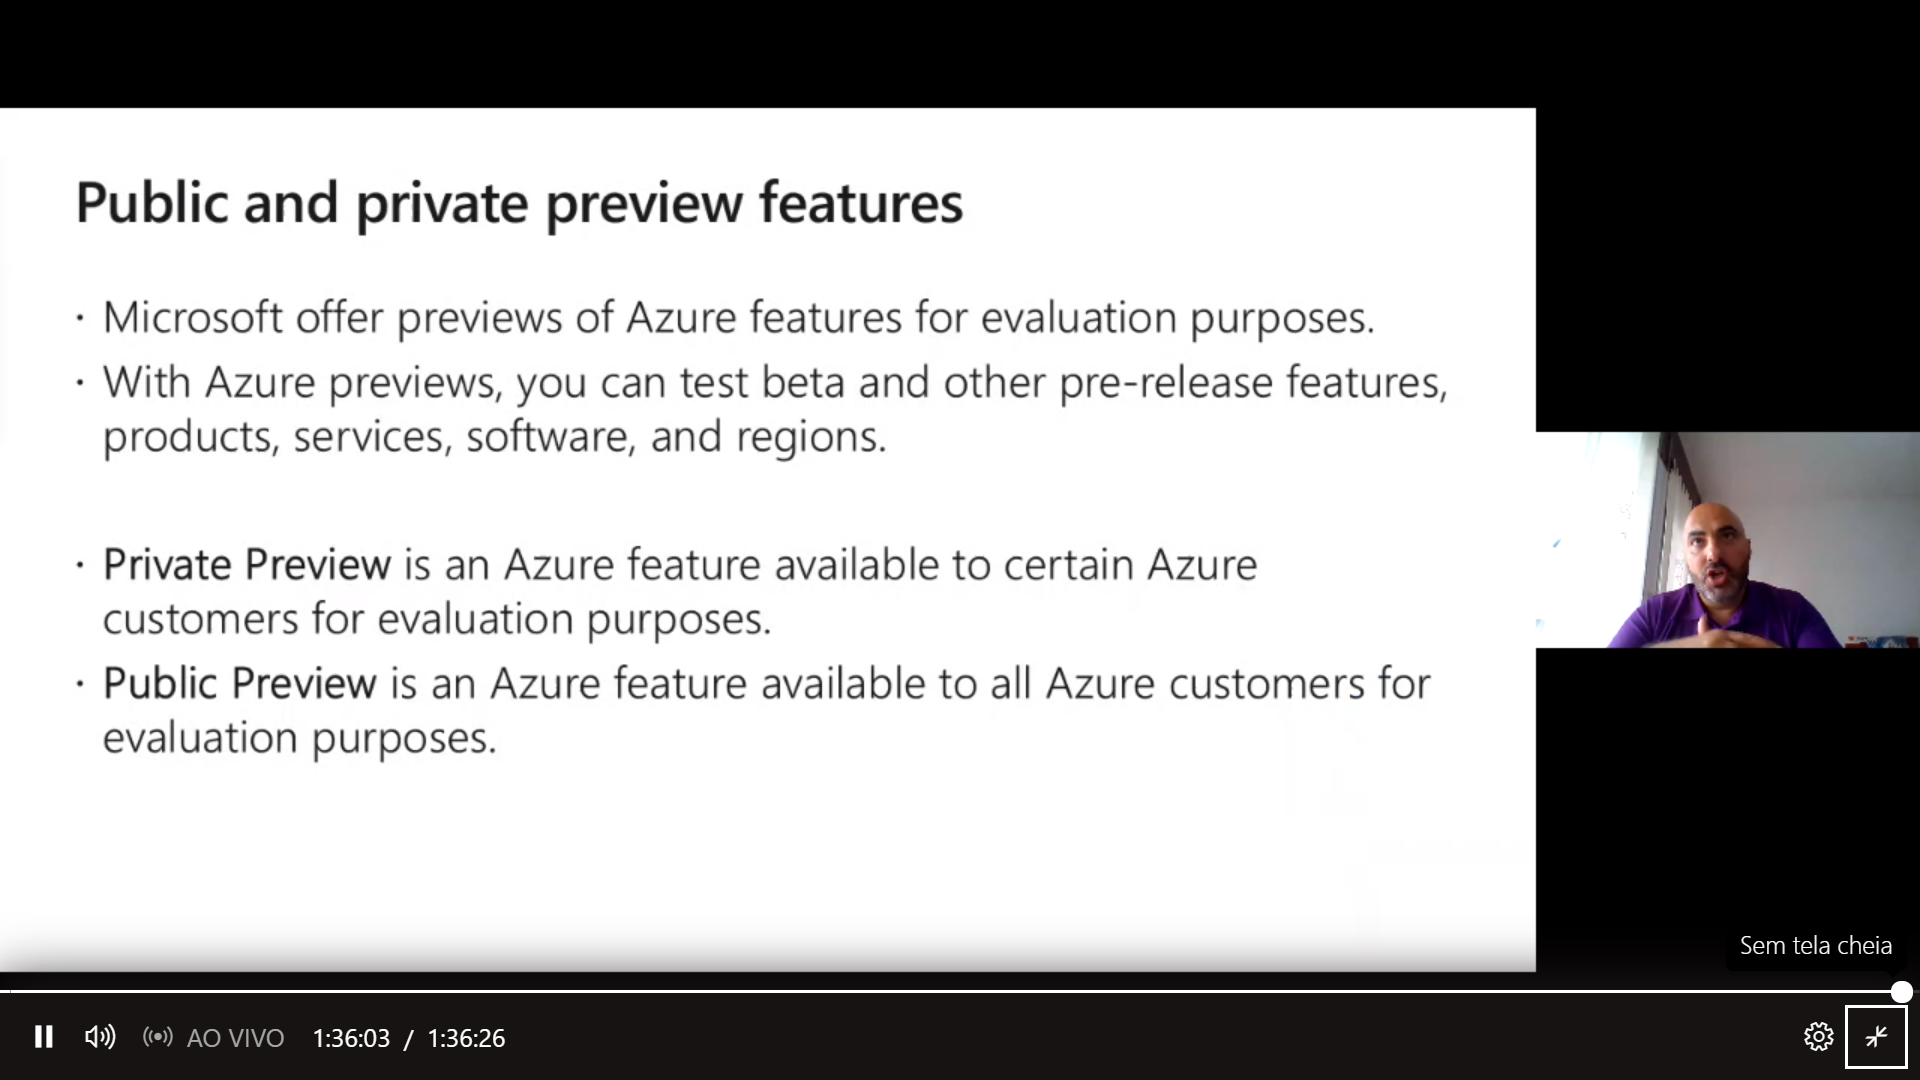 Public and private preview features
· Microsoft offer previews of Azure features for evaluation purposes.
· With Azure previews, you can test beta and other pre-release features,
products, services, software, and regions.
· Private Preview is an Azure feature available to certain Azure
customers for evaluation purposes.
· Public Preview is an Azure feature available to all Azure customers for
evaluation purposes.
Sem tela cheia
AO VIVO 1:36:03 / 1:36:26